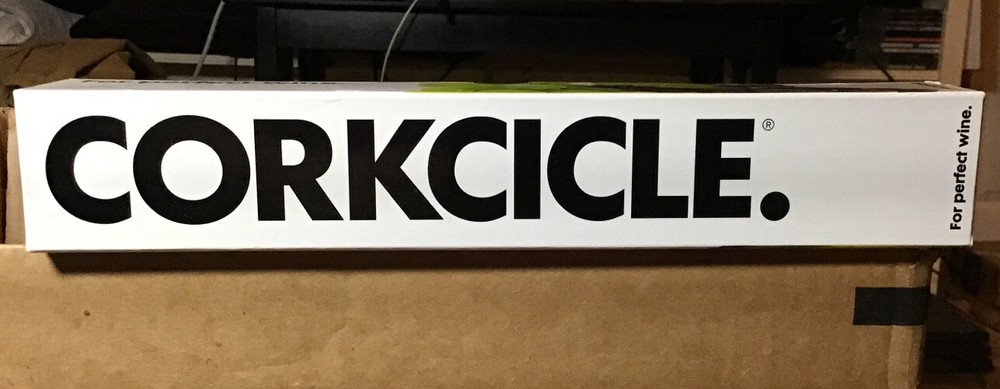 CORKCICLE.®
For perfect wine.